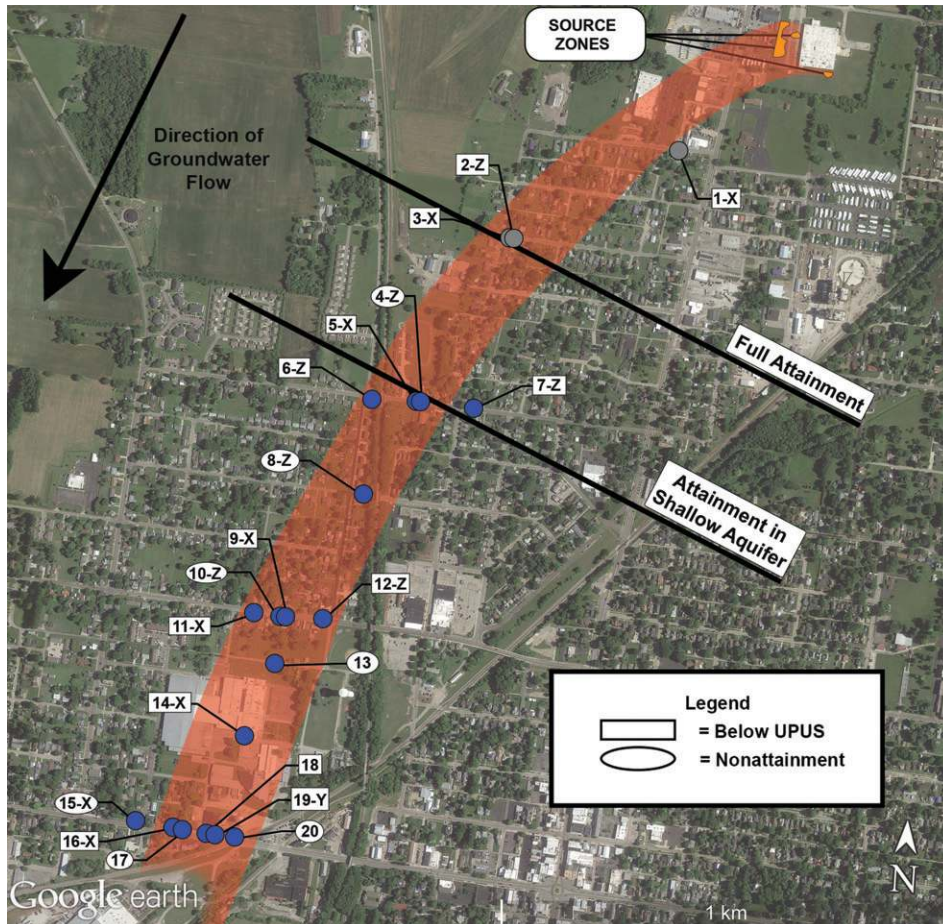 SOURCE
ZONES
Direction of
Groundwater
Flow
2-Z
1-X
3-X
4-Z
5-X
Full Attainment
6-Z
7-Z
8-Z
Attainment in
Shallow Aquifer
9-X
10-Z
12-Z
11-X
13
Legend
= Below UPUS
= Nonattainment
14-X
18
15-X
19-Y
16-X
17
20
Google earth
N
1 km